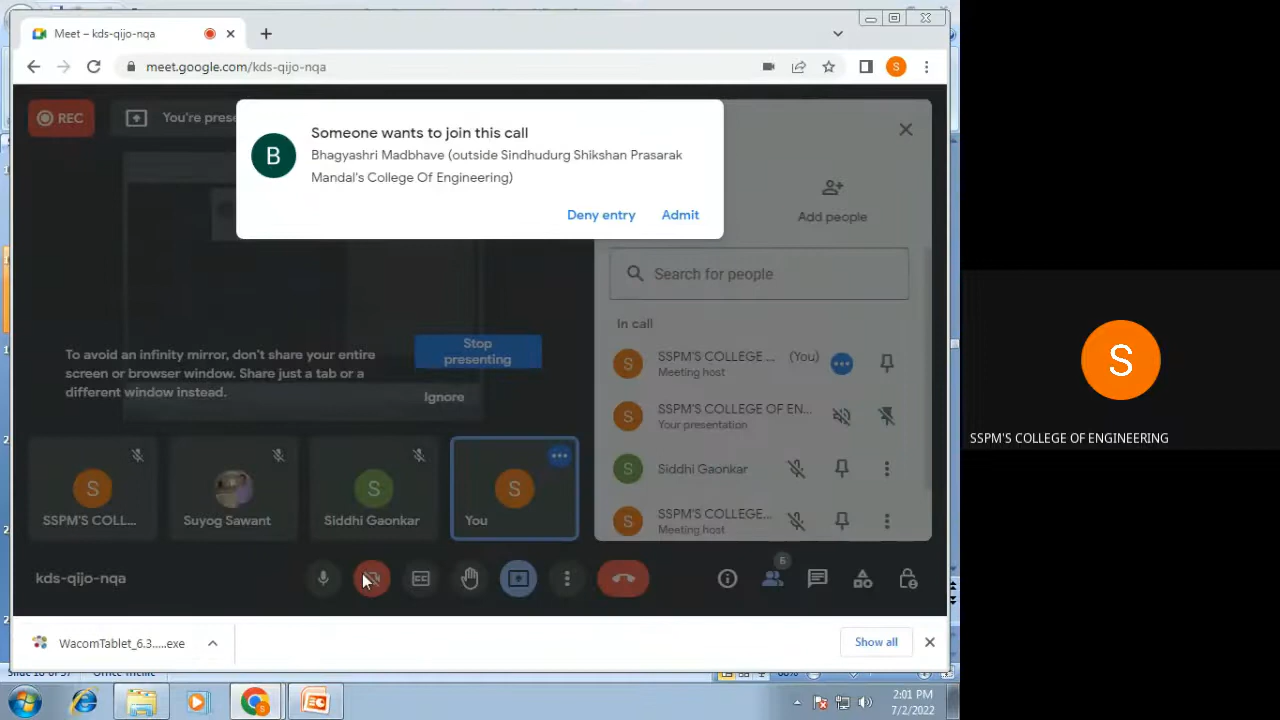 Meet – kds-qijo-nqa
meet.google.com/kds-qijo-nqa
S
REC
You're prese
Someone wants to join this call
B
Bhagyashri Madbhave (outside Sindhudurg Shikshan Prasarak
Mandal's College Of Engineering)
Deny entry
Admit
Add people
Search for people
In call
S
SSPM'S COLLEGE ...
(You)
Meeting host
S
SSPM'S COLLEGE OF EN...
Your presentation
Siddhi Gaonkar
S
SSPM'S COLLEGE...
Meeting host
S
To avoid an infinity mirror, don't share your entire
screen or browser window. Share just a tab or a
different window instead.
Stop
presenting
Ignore
S
SSPM'S COLL...
Suyog Sawant
S
Siddhi Gaonkar
S
You
kds-qijo-nqa
CC
WacomTablet_6.3.....exe
Show all
2:01 PM
7/2/2022
S
SSPM'S COLLEGE OF ENGINEERING